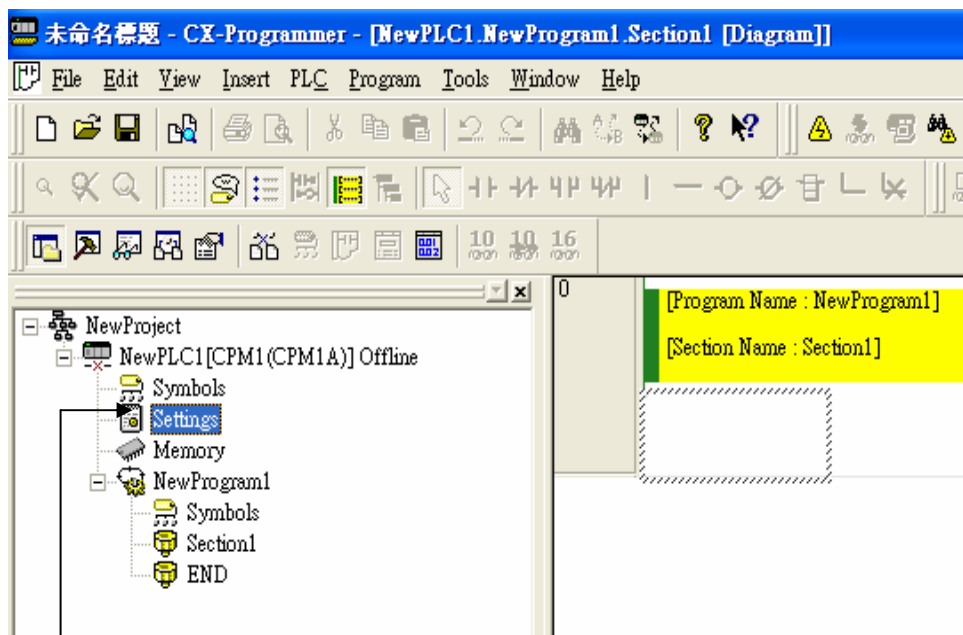 未命名標題 - CX-Programmer - [NewPLC1.NewProgram1.Section1 [Diagram]]
File Edit View Insert PLC Program Tools Window Help
10 10 16
0
[Program Name : NewProgram1]
[Section Name : Section1]
NewProject
NewPLC1[CPM1(CPM1A)] Offline
Symbols
Settings
Memory
NewProgram1
Symbols
Section1
END